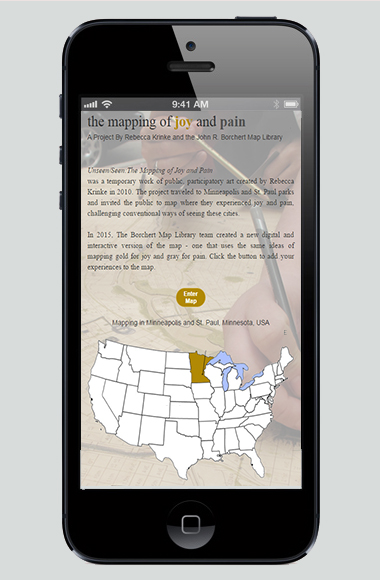 9:41 AM
the mapping of joy and pain
A Project By Rebecca Krinke and the John R. Borchert Map Library
Unseen/Seen:The Mapping of Joy and Pain
was a temporary work of public, participatory art created by Rebecca
Krinke in 2010. The project traveled to Minneapolis and St. Paul parks
and invited the public to map where they experienced joy and pain,
challenging conventional ways of seeing these cities.
In 2015, The Borchert Map Library team created a new digital and
interactive version of the map - one that uses the same ideas of
mapping gold for joy and gray for pain. Click the button to add your
experiences to the map.
Enter
Map
Mapping in Minneapolis and St. Paul, Minnesota, USA